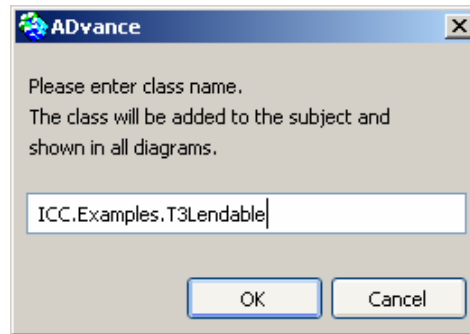 ADvance
Please enter class name.
The class will be added to the subject and
shown in all diagrams.
ICC.Examples.T3Lendable
OK Cancel